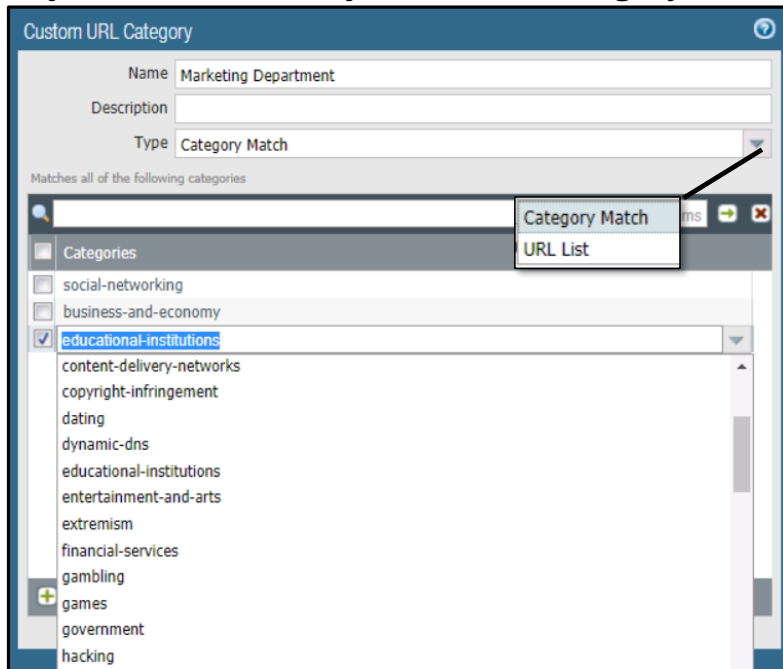 Custom URL Category
Name Marketing Department
Description
Type Category Match
Matches all of the following categories
Category Match
URL List
Categories
social-networking
business-and-economy
educational-institutions
content-delivery-networks
copyright-infringement
dating
dynamic-dns
educational-institutions
entertainment-and-arts
extremism
financial-services
gambling
games
government
hacking